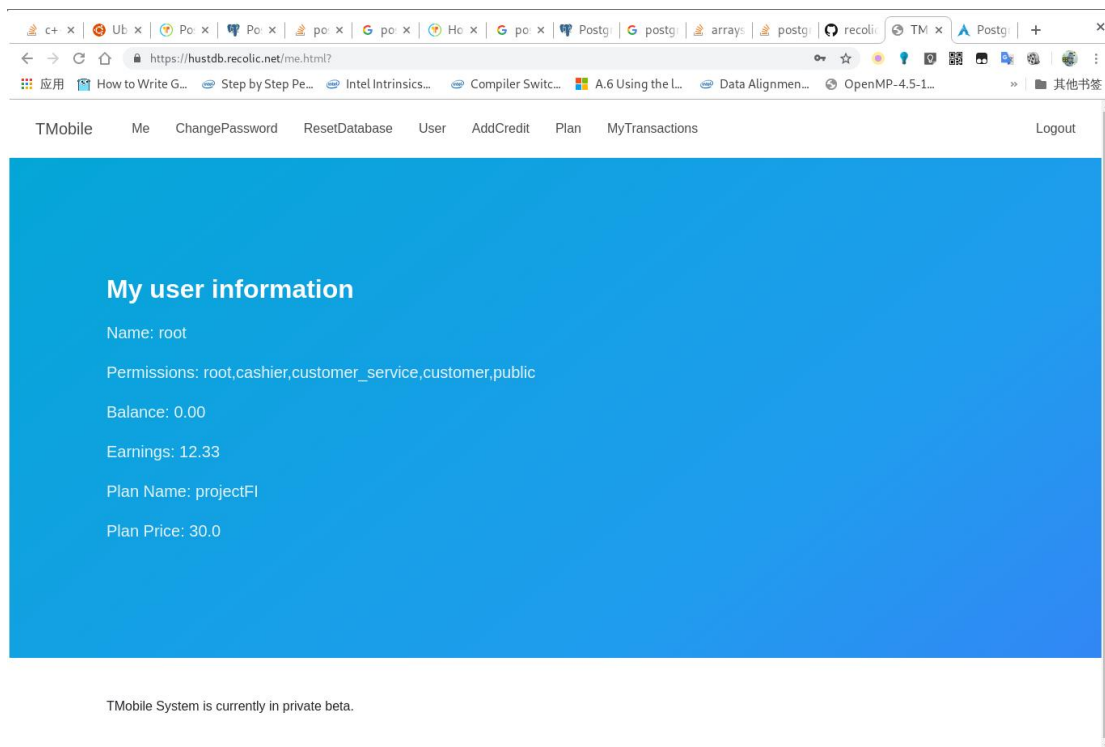 c+ Ub Po: Po: po: G po: Ho G po: Postg G postg arrays postg recolic TM Postg
https://hustdb.recolic.net/me.html?
应用 How to Write G... Step by Step Pe... Intel Intrinsics... Compiler Switc... A.6 Using the l... Data Alignmen... OpenMP-4.5-1... » 其他书签
TMobile Me ChangePassword ResetDatabase User AddCredit Plan MyTransactions Logout
My user information
Name: root
Permissions: root,cashier,customer_service,customer,public
Balance: 0.00
Earnings: 12.33
Plan Name: projectFI
Plan Price: 30.0
TMobile System is currently in private beta.